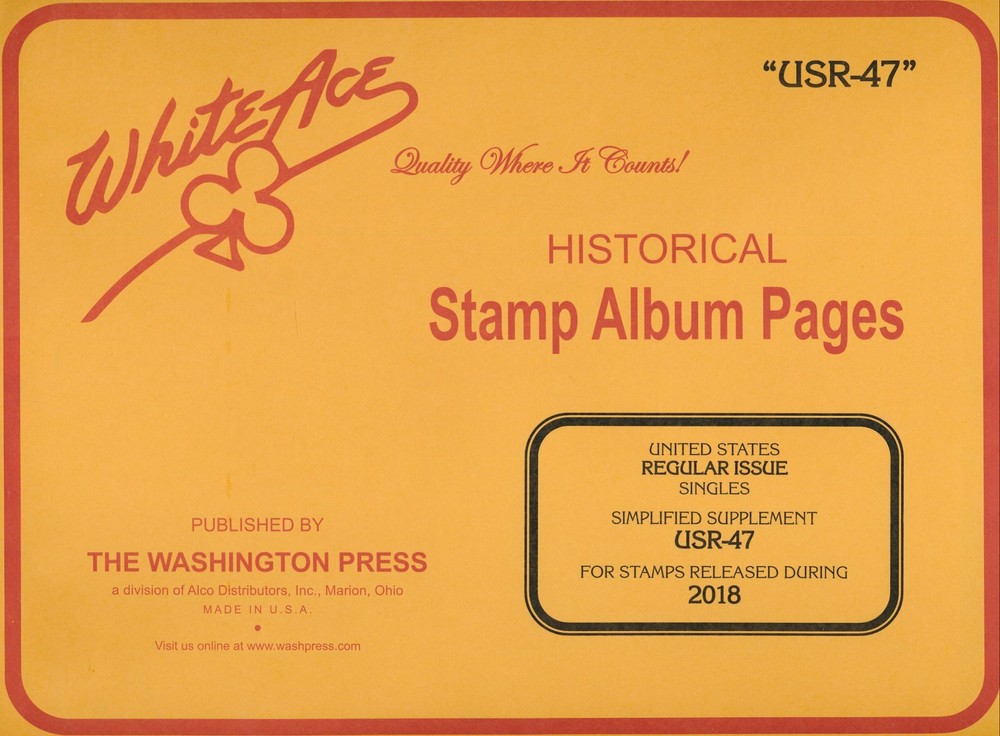 White Ace
"USR-47"
Quality Where It Counts!
HISTORICAL
Stamp Album Pages
UNITED STATES
REGULAR ISSUE
SINGLES
SIMPLIFIED SUPPLEMENT
USR-47
FOR STAMPS RELEASED DURING
2018
PUBLISHED BY
THE WASHINGTON PRESS
a division of Alco Distributors, Inc., Marion, Ohio
MADE IN U.S.A.
Visit us online at www.washpress.com